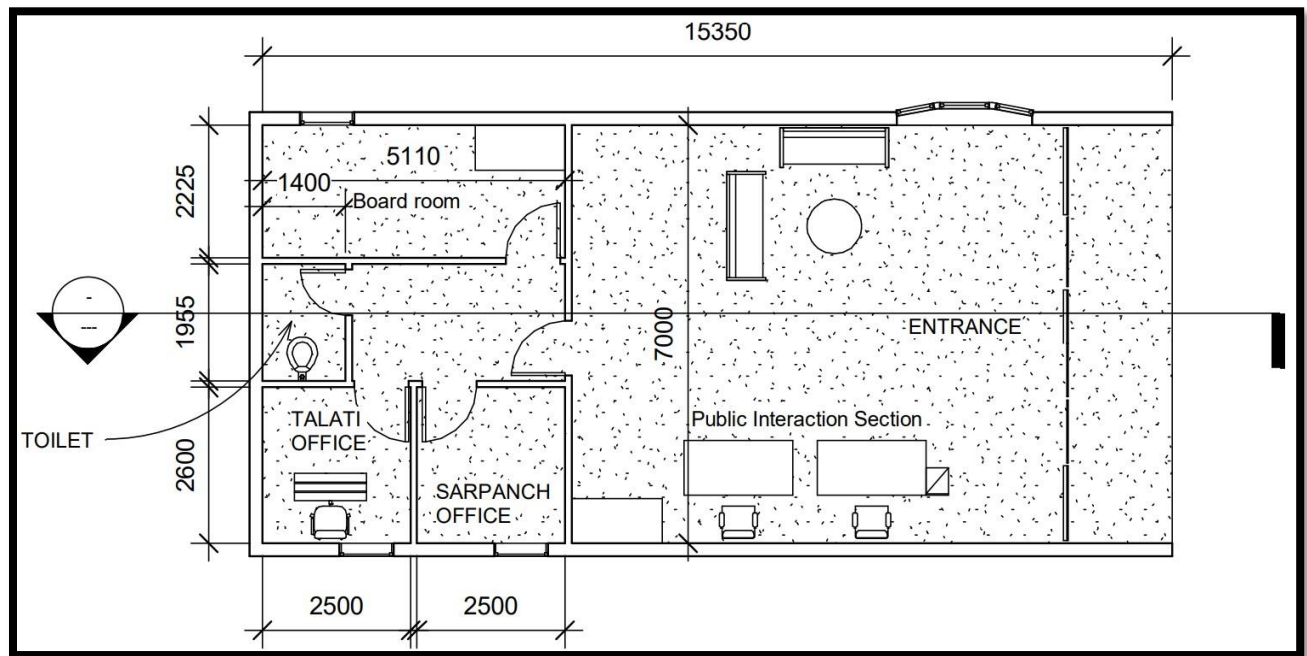 15350
5110
1400
2225
Board room
1955
7000
ENTRANCE
TOILET
TALATI
OFFICE
Public Interaction Section
2600
SARPANCH
OFFICE
2500
2500
-
---